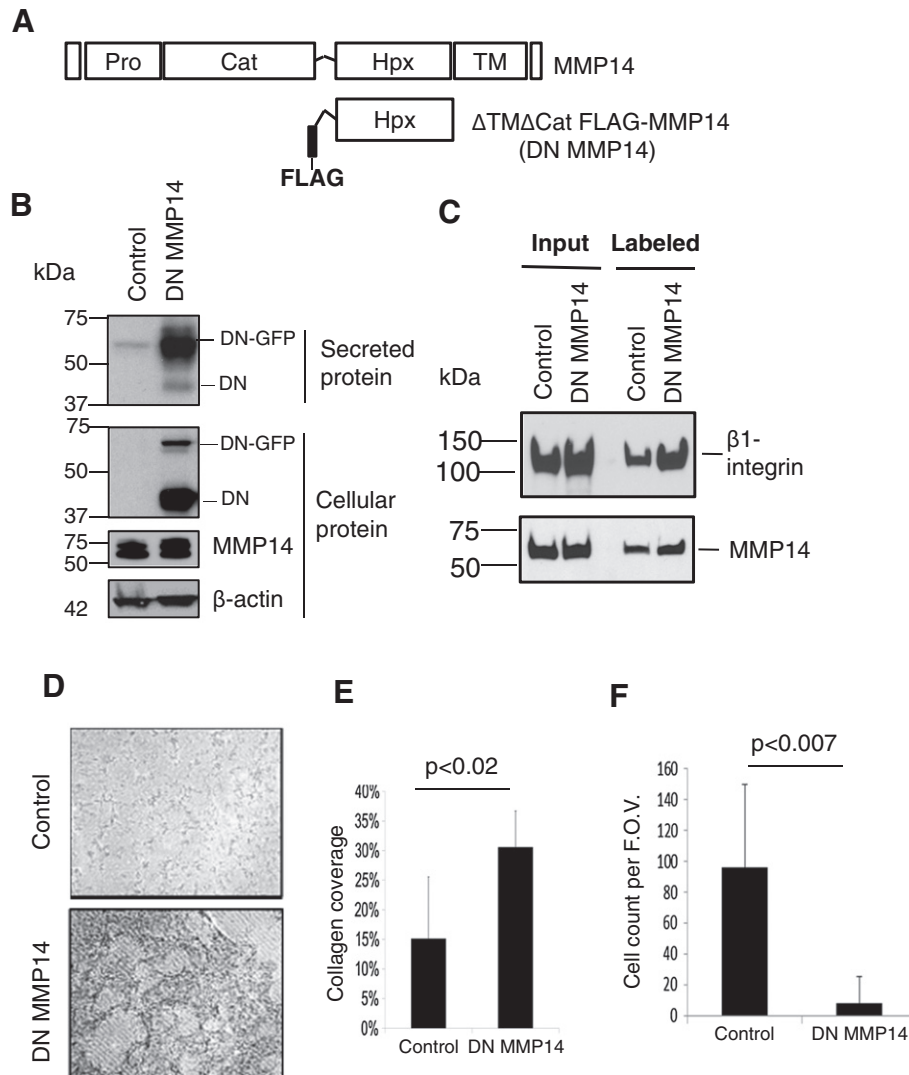 A
Pro Cat Hpx TM MMP14
Hpx ΔTMΔCat FLAG-MMP14
(DN MMP14)
FLAG
B
kDa
Control
DN MMP14
75
50
37
DN-GFP
DN
Secreted
protein
75
50
37
DN-GFP
DN
75
50
MMP14
42
β-actin
Cellular
protein
C
Input Labeled
kDa
Control
DN MMP14
Control
DN MMP14
150
100
β1-
integrin
75
50
MMP14
D
Control
DN MMP14
E
p<0.02
Collagen coverage
40%
35%
30%
25%
20%
15%
10%
5%
0%
Control DN MMP14
F
p<0.007
Cell count per F.O.V.
160
140
120
100
80
60
40
20
0
Control DN MMP14